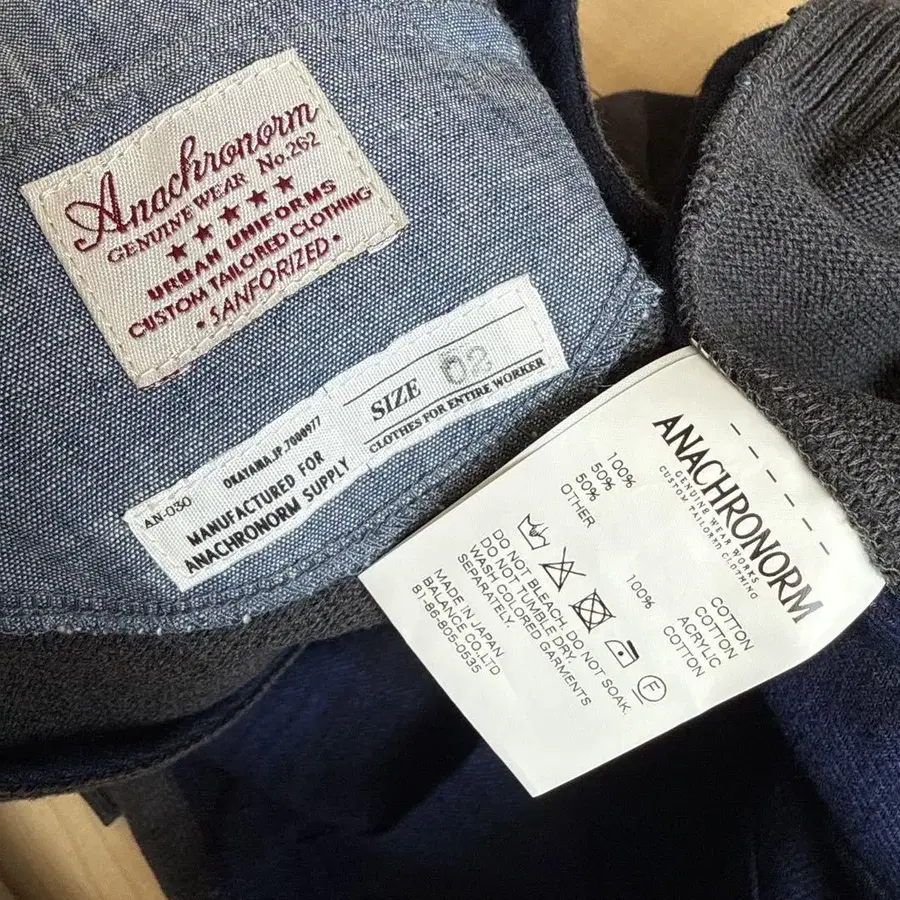 Anachronorm
GENUINE WEAR No.262
★★★★★
URBAN UNIFORMS
CUSTOM TAILORED CLOTHING
• SANFORIZED •
AN-030 OKAYAMA.JP,7000977
MANUFACTURED FOR
ANACHRONORM SUPPLY
SIZE 02
CLOTHES FOR ENTIRE WORKER
ANACHRONORM
GENUINE WEAR WORKS
CUSTOM TAILORED CLOTHING
100% COTTON
50% COTTON
50% ACRYLIC
OTHER 100% COTTON
F
DO NOT BLEACH. DO NOT SOAK.
DO NOT TUMBLE DRY.
WASH COLORED GARMENTS
SEPARATELY.
MADE IN JAPAN
BALANCA CO.,LTD
81-86-805-0535